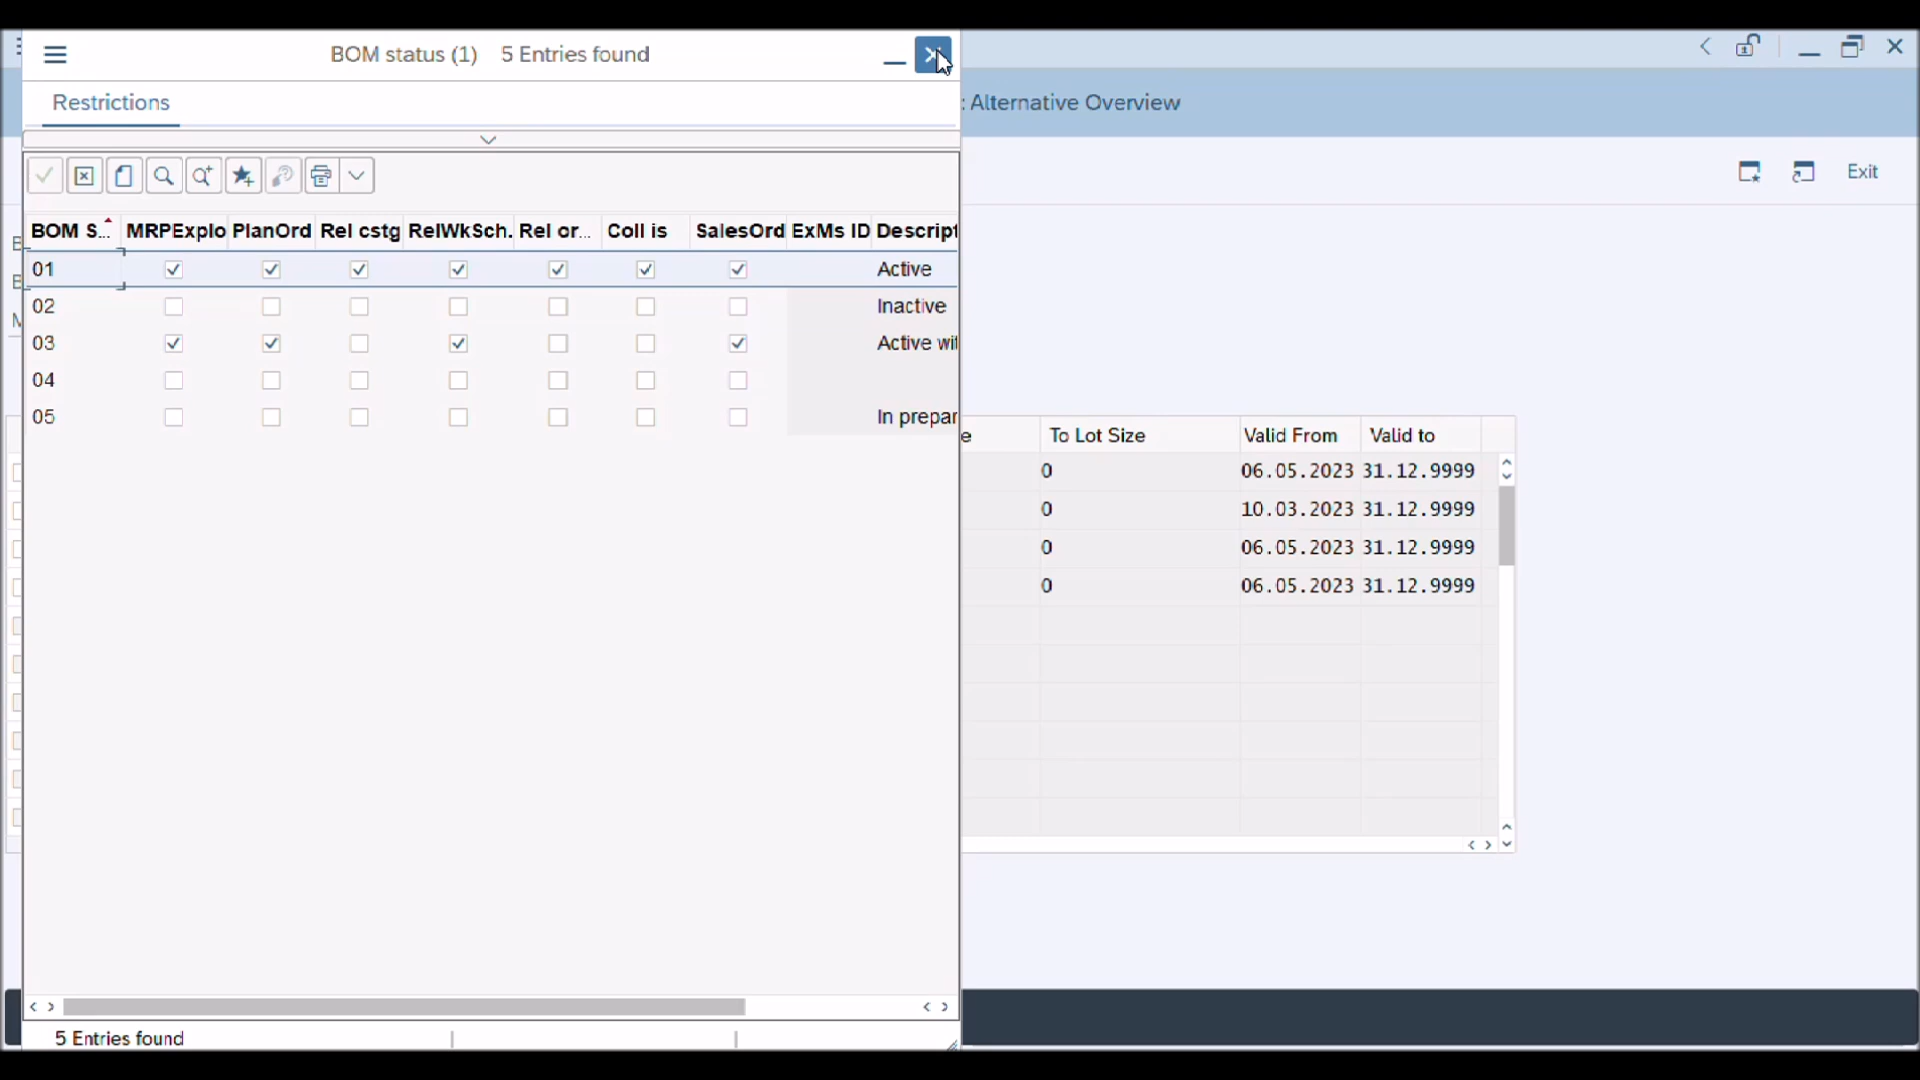 BOM status (1) 5 Entries found
: Alternative Overview
Restrictions
Exit
BOM S... MRPExplo PlanOrd Rel cstg RelWkSch. Rel or... Coll is SalesOrd ExMs ID Descript
01 Active
02 Inactive
03 Active wit
04
05 In prepar
e To Lot Size Valid From Valid to
0 06.05.2023 31.12.9999
0 10.03.2023 31.12.9999
0 06.05.2023 31.12.9999
0 06.05.2023 31.12.9999
5 Entries found